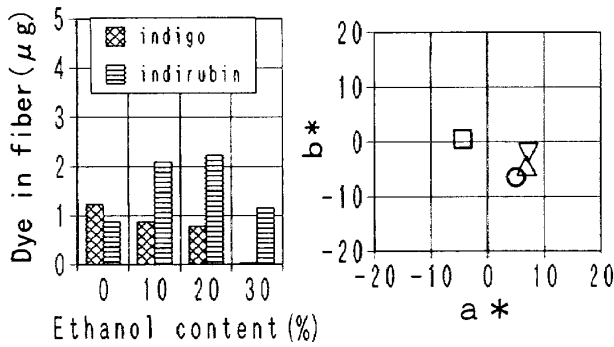 Dye in fiber(μg)
5
4
3
2
1
0
indigo
indirubin
0 10 20 30
Ethanol content(%)
b*
20
10
0
-10
-20
-20 -10 0 10 20
a*